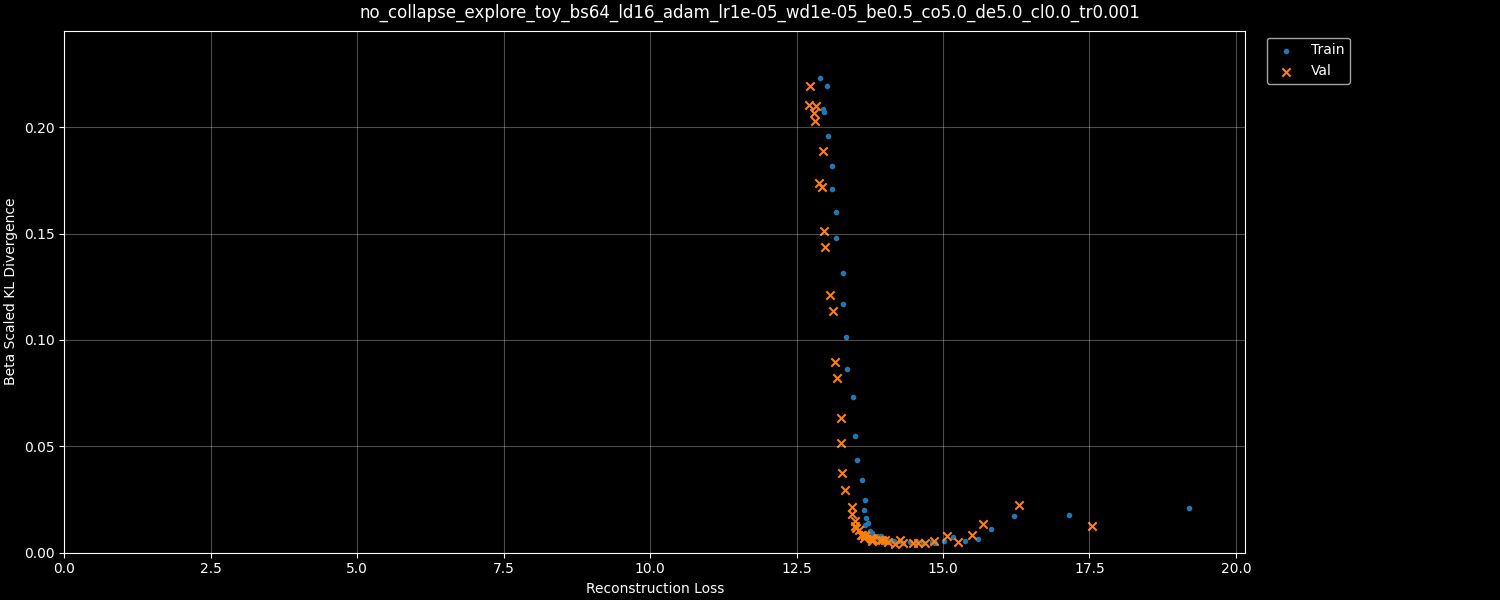 no_collapse_explore_toy_bs64_ld16_adam_lr1e-05_wd1e-05_be0.5_co5.0_de5.0_cl0.0_tr0.001
Train
Val
Beta Scaled KL Divergence
0.20
0.15
0.10
0.05
0.00
0.0 2.5 5.0 7.5 10.0 12.5 15.0 17.5 20.0
Reconstruction Loss